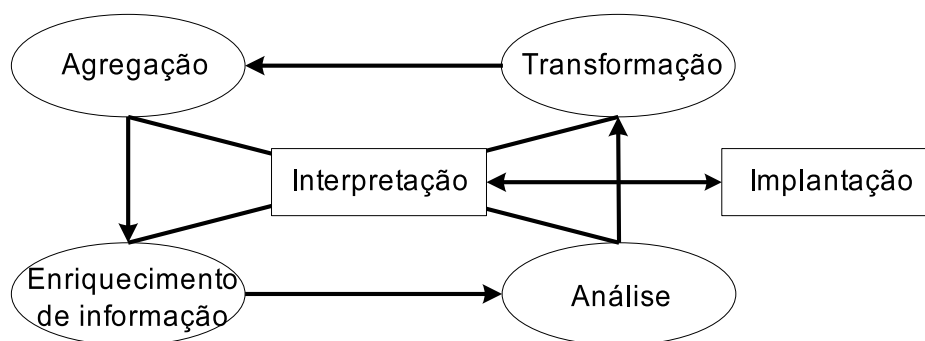 Agregação
Transformação
Interpretação
Implantação
Enriquecimento
de informação
Análise